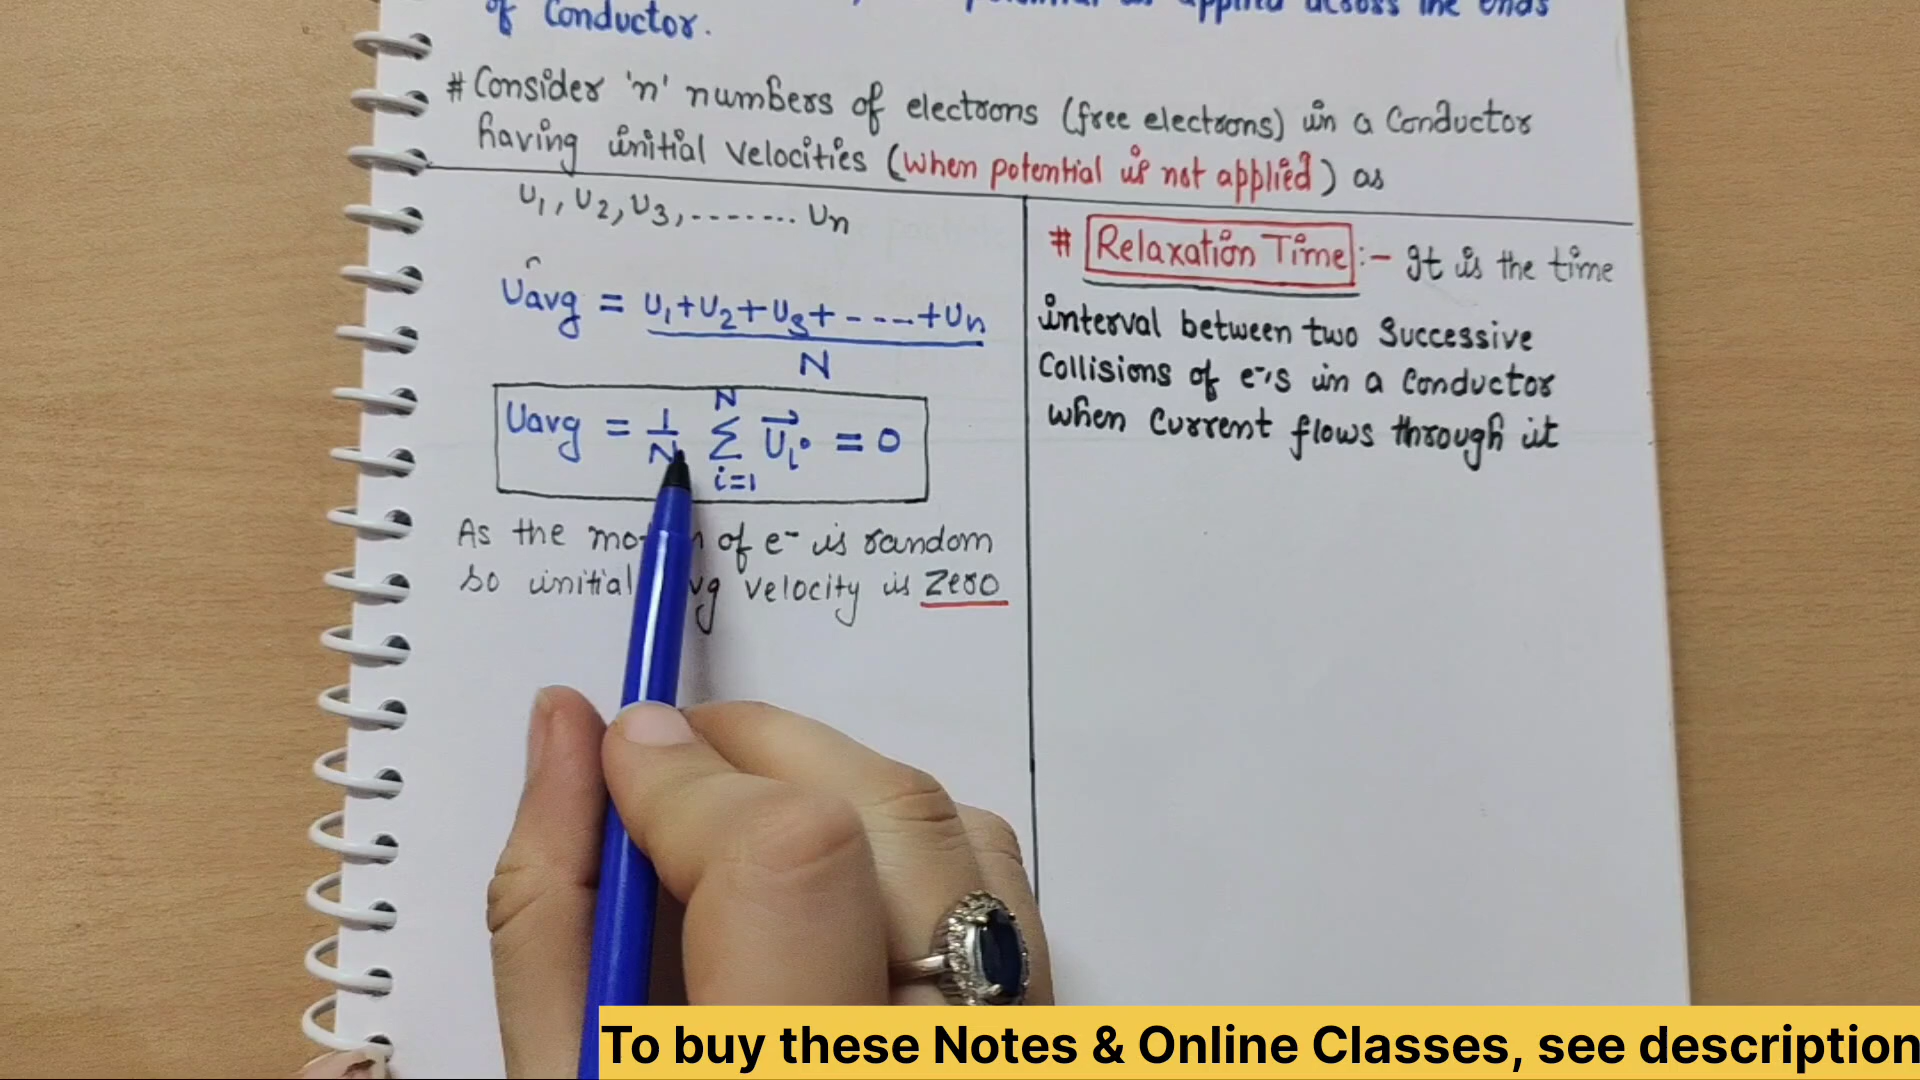 of Conductor.
# Consider 'n' numbers of electrons (free electrons) in a Conductor
having initial velocities (when potential is not applied) as
U1, U2, U3, ------- Un
Uavg = U1+U2+U3+----+Un
N
Uavg = 1/N N∑i=1 U⃗i = 0
As the of e- is random
so initial velocity is Zero
# Relaxation Time :- It is the time
interval between two Successive
Collisions of e-'s in a Conductor
when Current flows through it
To buy these Notes & Online Classes, see description